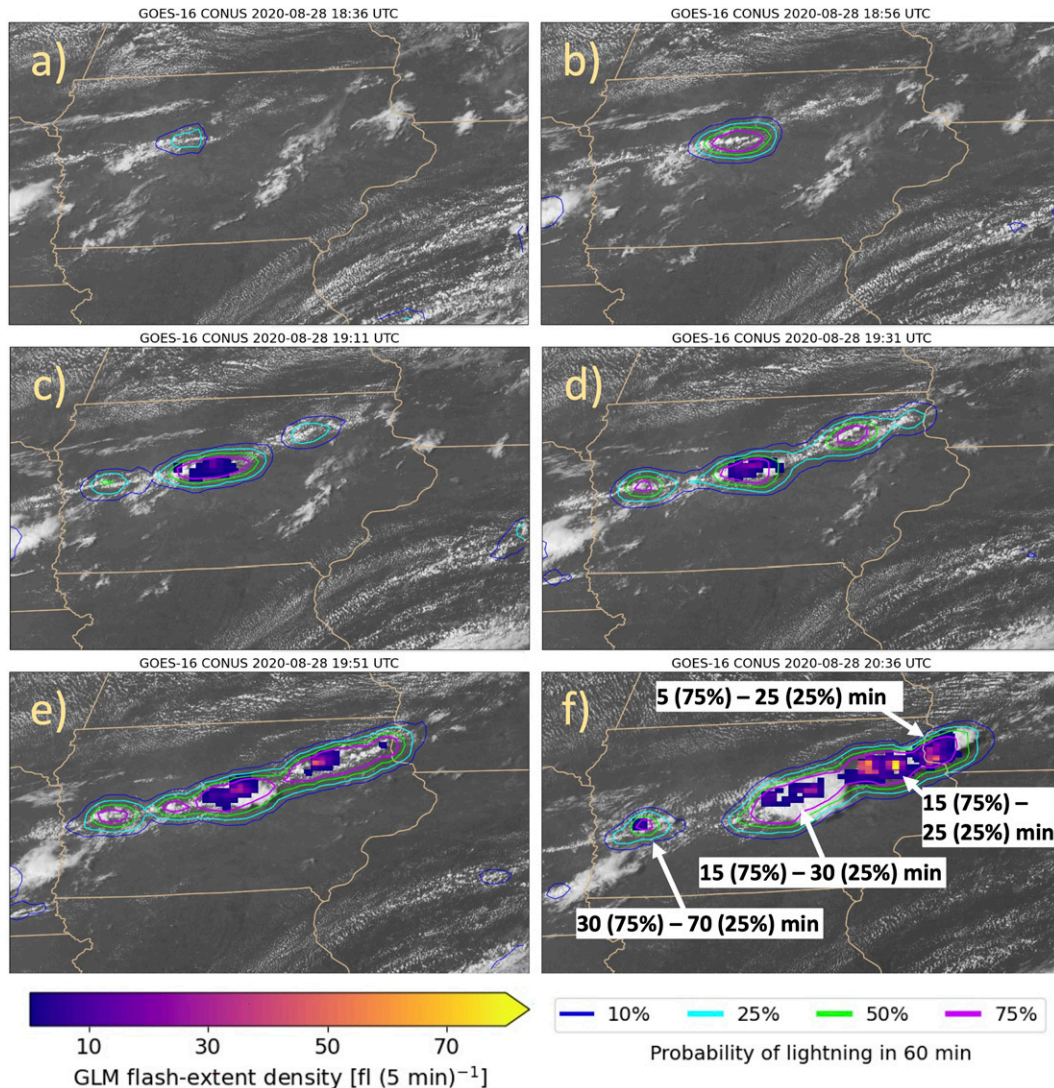 GOES-16 CONUS 2020-08-28 18:36 UTC
a)
GOES-16 CONUS 2020-08-28 18:56 UTC
b)
GOES-16 CONUS 2020-08-28 19:11 UTC
c)
GOES-16 CONUS 2020-08-28 19:31 UTC
d)
GOES-16 CONUS 2020-08-28 19:51 UTC
e)
GOES-16 CONUS 2020-08-28 20:36 UTC
f)
5 (75%) – 25 (25%) min
15 (75%) –
25 (25%) min
15 (75%) – 30 (25%) min
30 (75%) – 70 (25%) min
10 30 50 70
GLM flash-extent density [fl (5 min)⁻¹]
10% 25% 50% 75%
Probability of lightning in 60 min